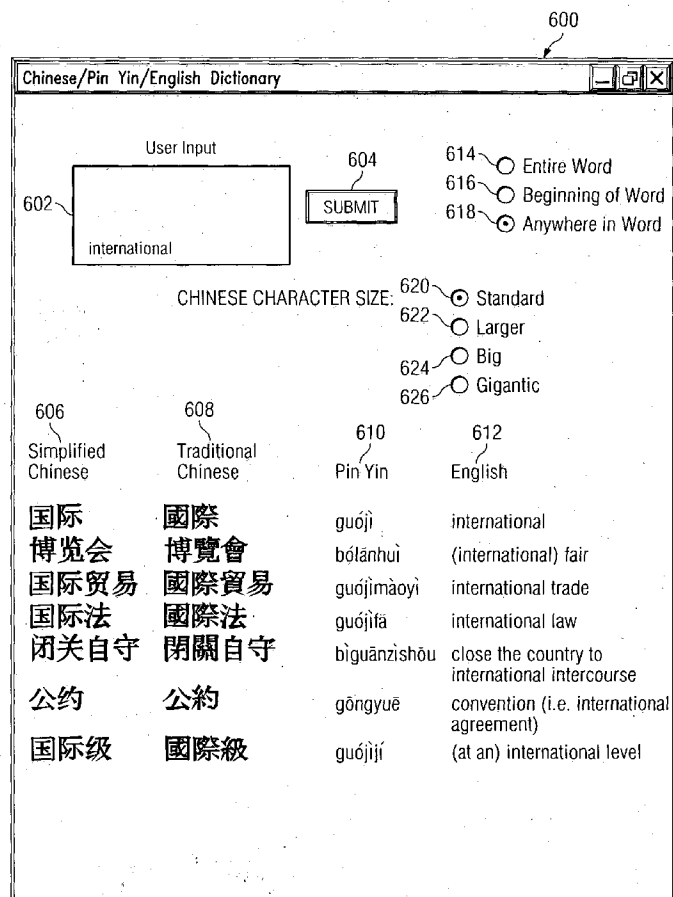 600
Chinese/Pin Yin/English Dictionary
User Input
602
international
604
SUBMIT
614 Entire Word
616 Beginning of Word
618 Anywhere in Word
CHINESE CHARACTER SIZE: 620 Standard
622 Larger
624 Big
626 Gigantic
606 608 610 612
Simplified Chinese Traditional Chinese Pin Yin English
国际 國際 guójì international
博览会 博覽會 bólǎnhuì (international) fair
国际贸易 國際貿易 guójìmàoyì international trade
国际法 國際法 guójìfǎ international law
闭关自守 閉關自守 bìguānzìshǒu close the country to
international intercourse
公约 公約 gōngyuē convention (i.e. international
agreement)
国际级 國際級 guójìjí (at an) international level